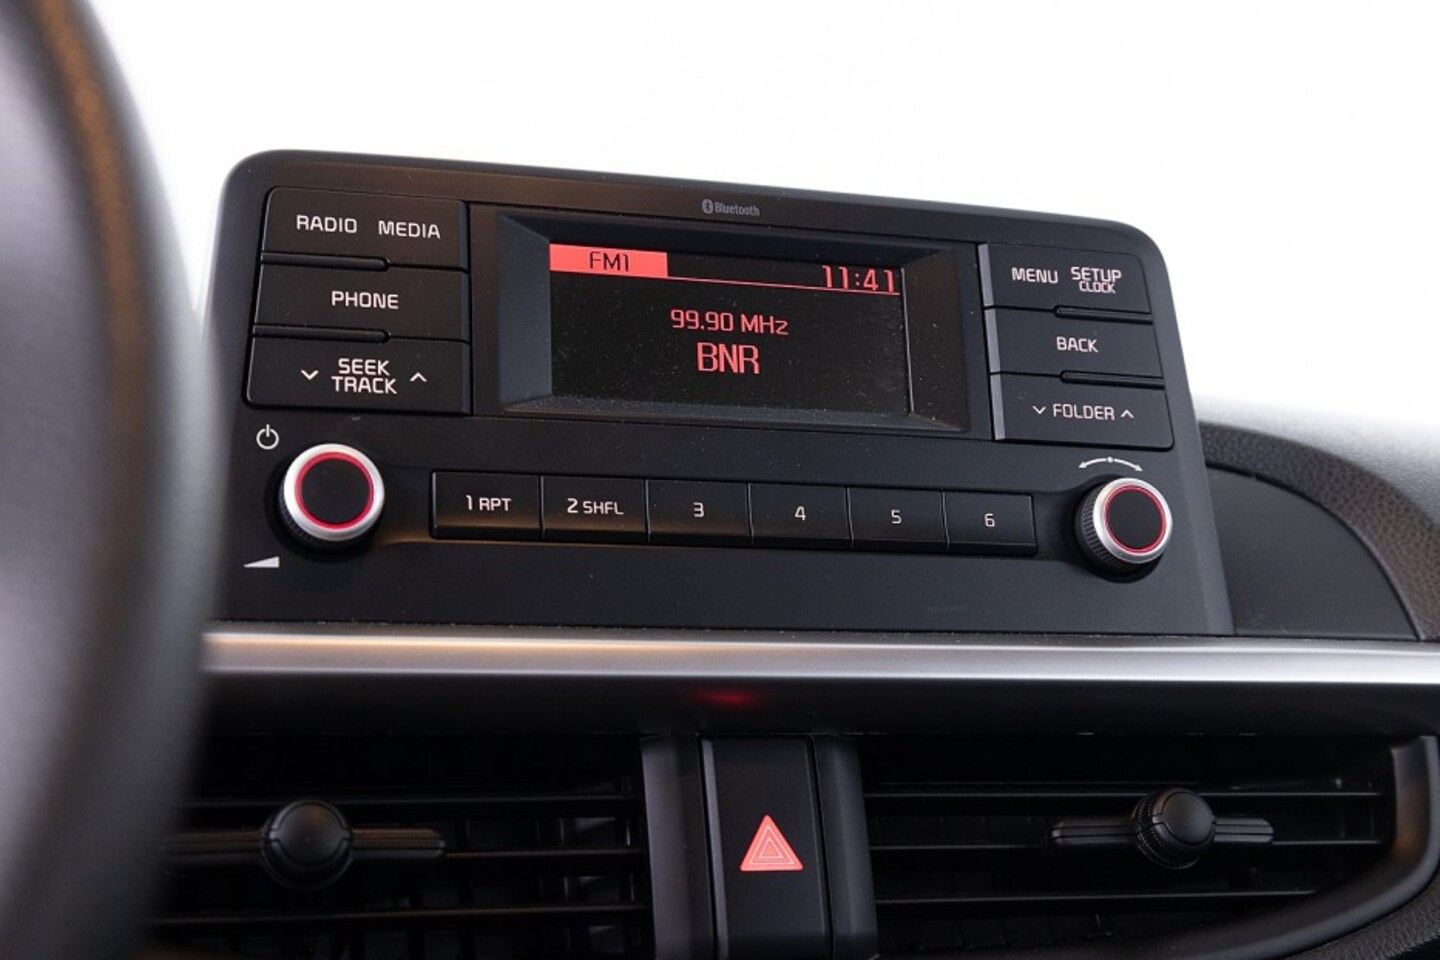 Bluetooth
RADIO MEDIA
PHONE
SEEK
TRACK
FM1 11:41
99.90 MHz
BNR
MENU SETUP
CLOCK
BACK
FOLDER
1 RPT 2 SHFL 3 4 5 6